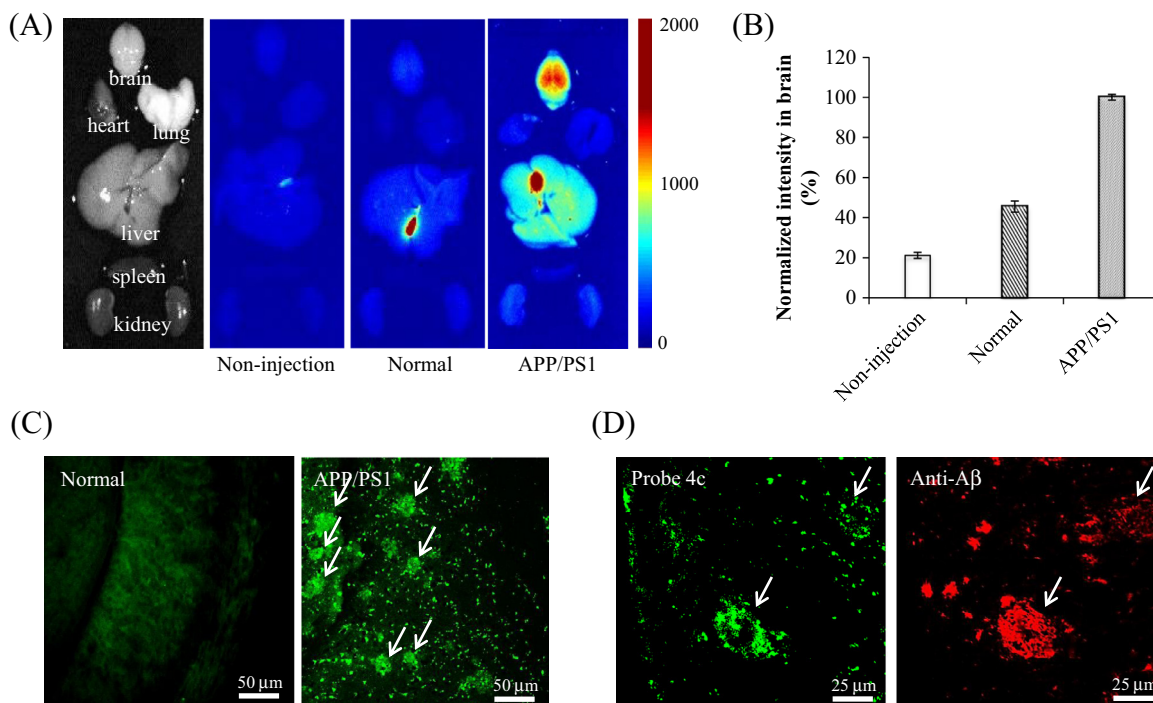 (A)
brain
heart
lung
liver
spleen
kidney
Non-injection
Normal
APP/PS1
2000
1000
0
(B)
Normalized intensity in brain
(%)
120
100
80
60
40
20
0
Non-injection
Normal
APP/PS1
(C)
Normal
50 μm
APP/PS1
50 μm
(D)
Probe 4c
25 μm
Anti-Aβ
25 μm